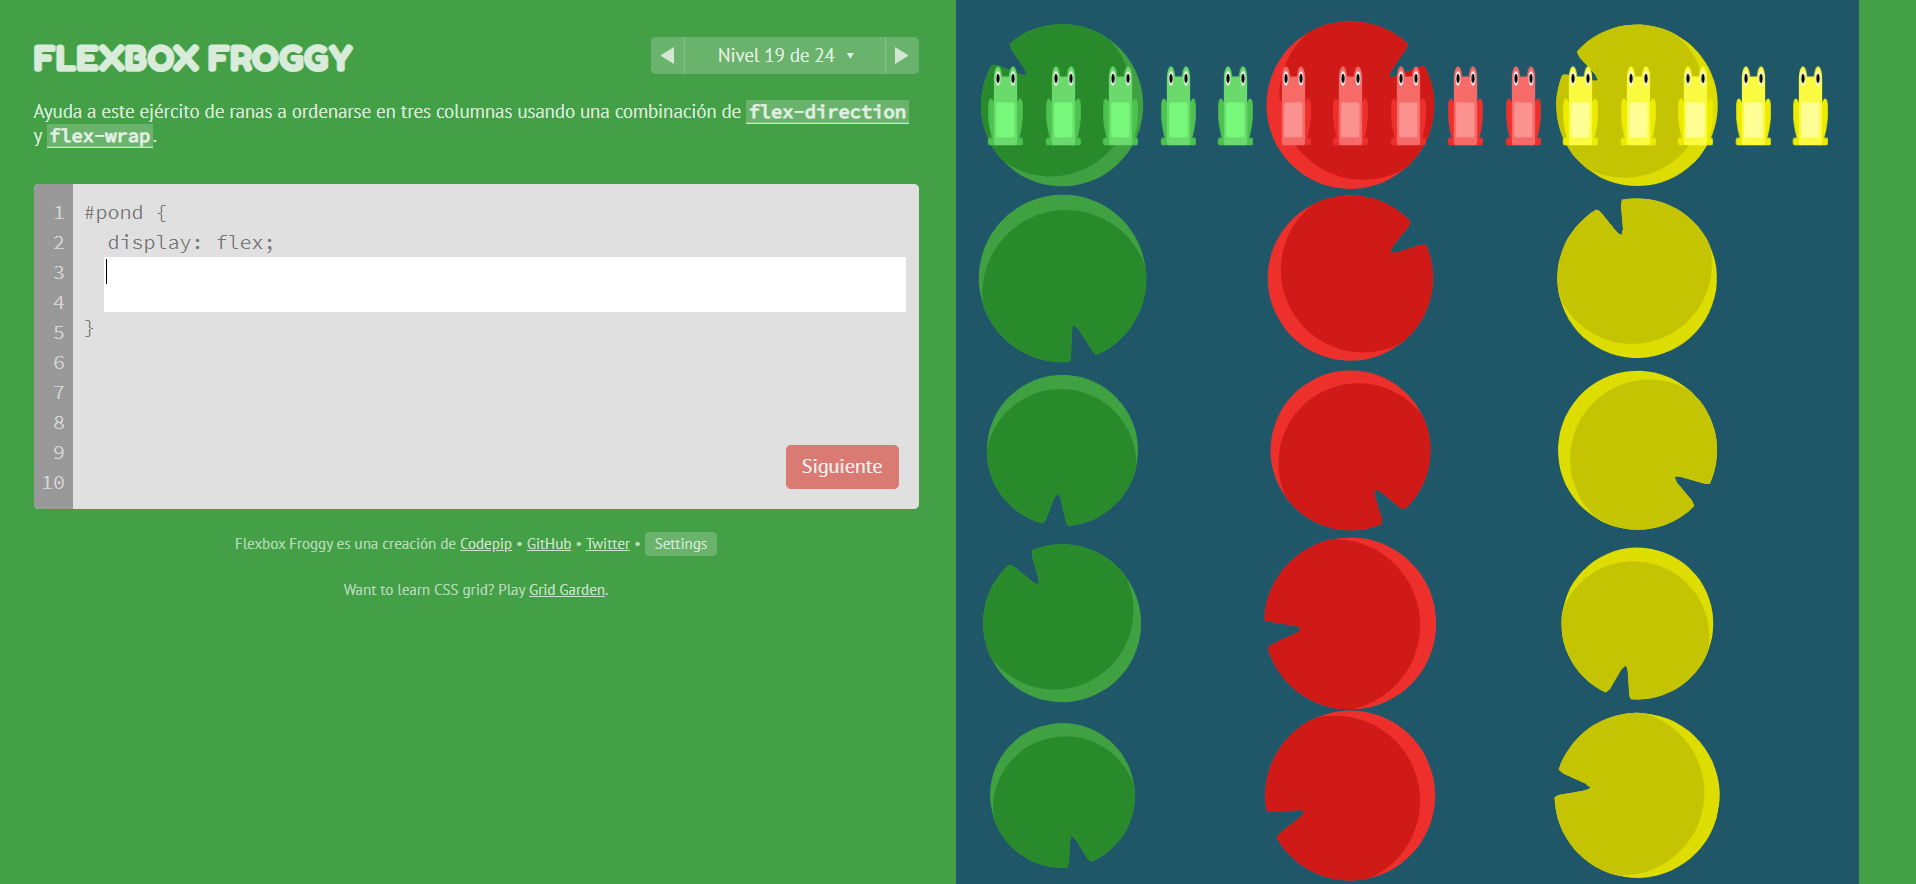 FLEXBOX FROGGY
Nivel 19 de 24
Ayuda a este ejército de ranas a ordenarse en tres columnas usando una combinación de flex-direction
y flex-wrap.
1 #pond {
2 display: flex;
3
4
5 }
6
7
8
9
10
Siguiente
Flexbox Froggy es una creación de Codepip • GitHub • Twitter • Settings
Want to learn CSS grid? Play Grid Garden.